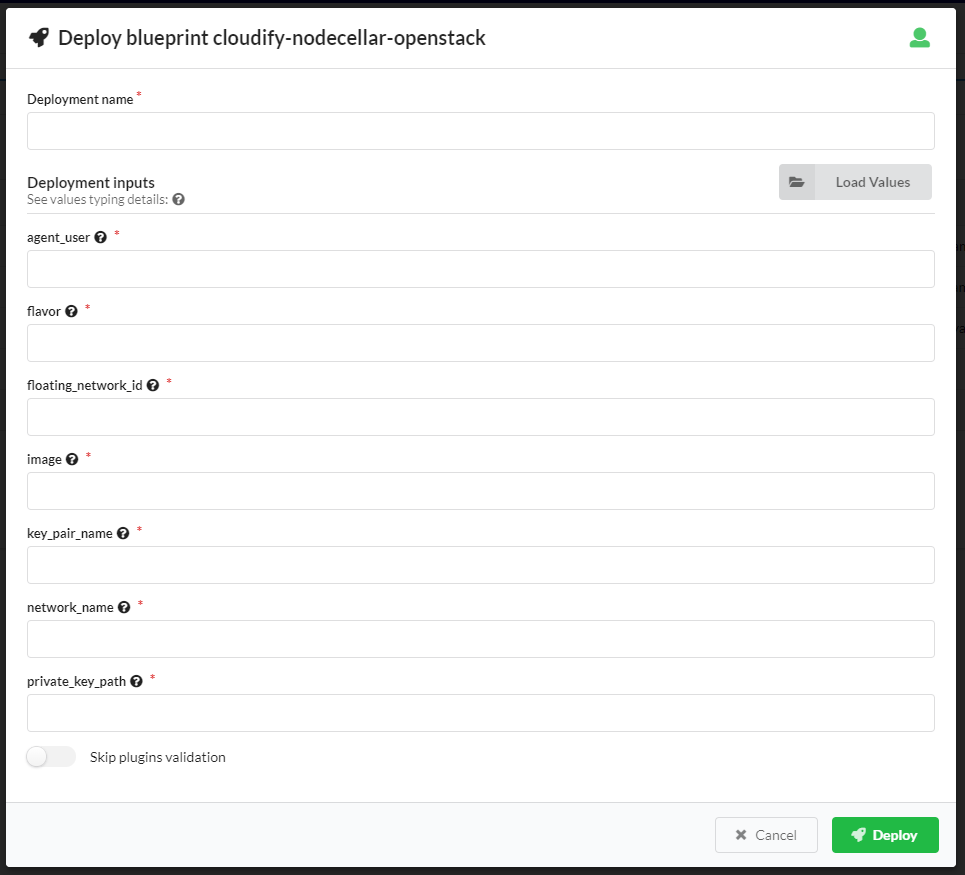 Deploy blueprint cloudify-nodecellar-openstack
Deployment name *
Deployment inputs
See values typing details:
Load Values
agent_user *
flavor *
floating_network_id *
image *
key_pair_name *
network_name *
private_key_path *
Skip plugins validation
Cancel
Deploy